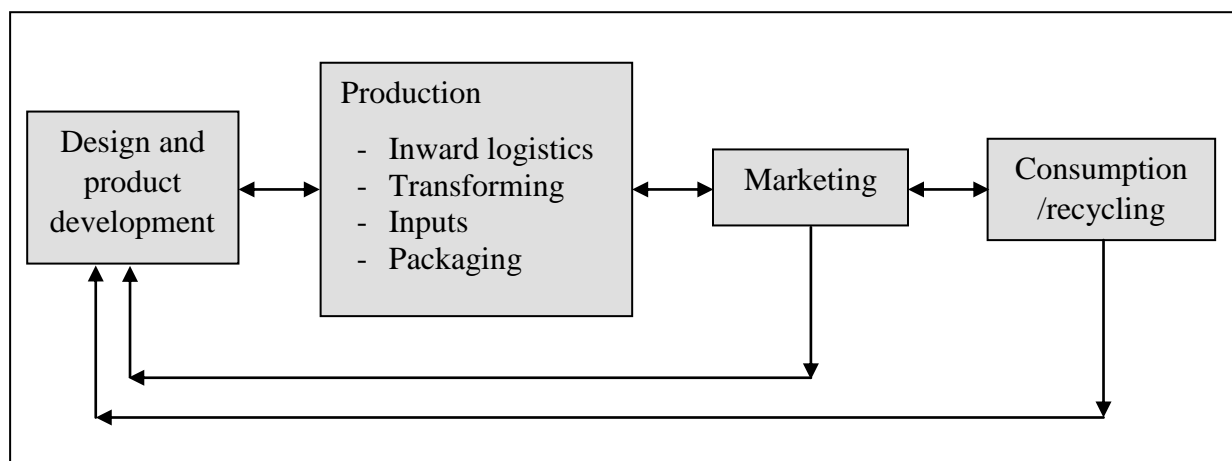 Design and
product
development
Production
- Inward logistics
- Transforming
- Inputs
- Packaging
Marketing
Consumption
/recycling